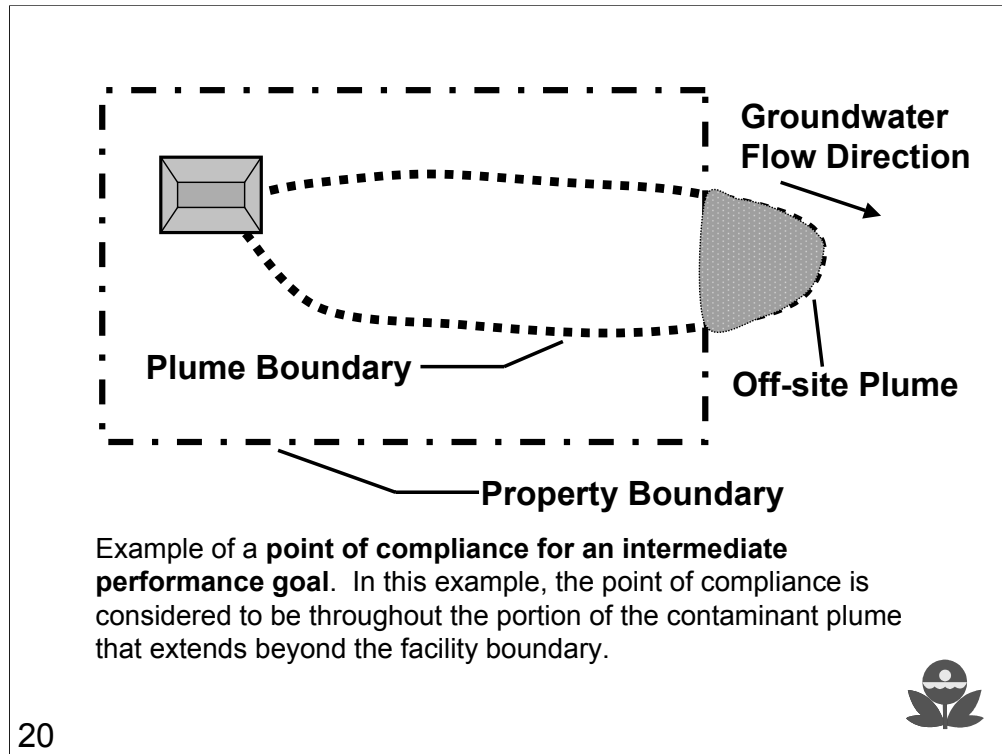 Groundwater
Flow Direction
Plume Boundary
Off-site Plume
Property Boundary
Example of a point of compliance for an intermediate
performance goal.  In this example, the point of compliance is
considered to be throughout the portion of the contaminant plume
that extends beyond the facility boundary.
20